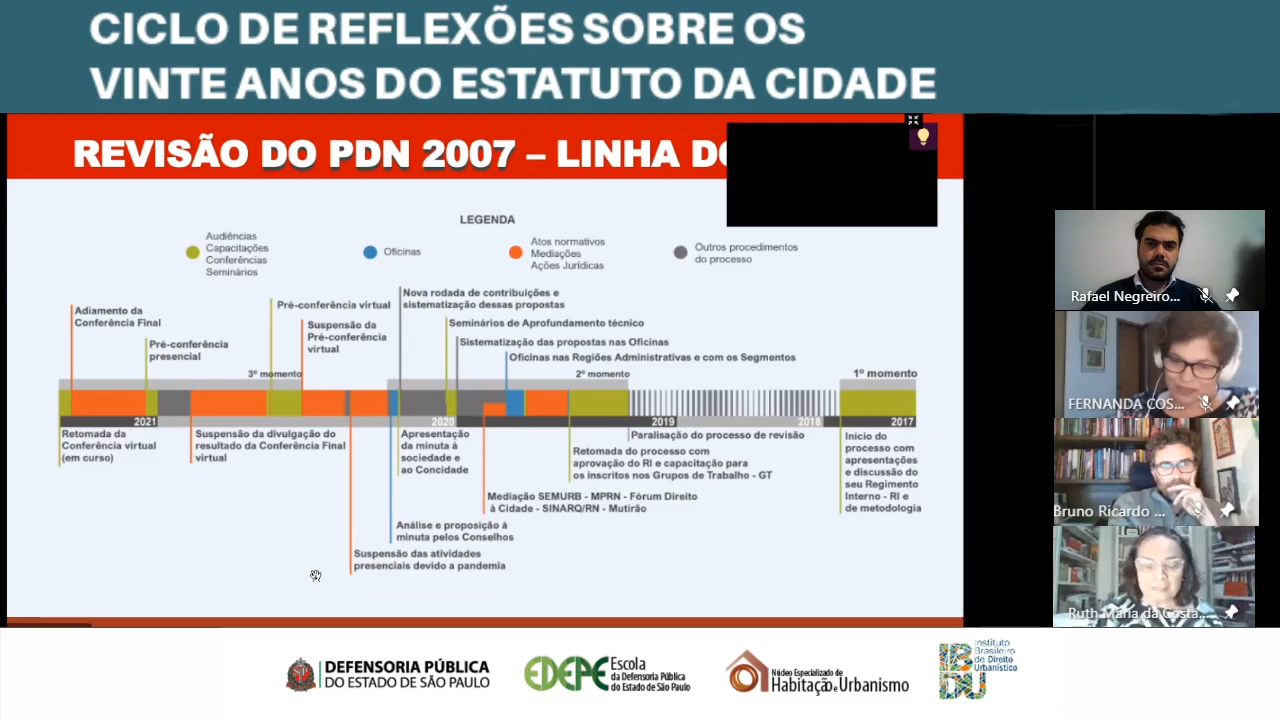 CICLO DE REFLEXÕES SOBRE OS
VINTE ANOS DO ESTATUTO DA CIDADE
REVISÃO DO PDN 2007 – LINHA DO
LEGENDA
Audiências
Capacitações
Conferências
Seminários
Oficinas
Atos normativos
Mediações
Ações Jurídicas
Outros procedimentos
do processo
Adiamento da
Conferência Final
Pré-conferência
presencial
Pré-conferência virtual
Suspensão da
Pré-conferência
virtual
Nova rodada de contribuições e
sistematização dessas propostas
Seminários de Aprofundamento técnico
Sistematização das propostas nas Oficinas
Oficinas nas Regiões Administrativas e com os Segmentos
3º momento
2º momento
1º momento
2021
2020
2019
2018
2017
Retomada da
Conferência virtual
(em curso)
Suspensão da divulgação do
resultado da Conferência Final
virtual
Apresentação
da minuta à
sociedade e
ao Concidade
Paralisação do processo de revisão
Retomada do processo com
aprovação do RI e capacitação para
os inscritos nos Grupos de Trabalho - GT
Início do
processo com
apresentações
e discussão do
seu Regimento
Interno - RI e
de metodologia
Mediação SEMURB - MPRN - Fórum Direito
à Cidade - SINARQ/RN - Mutirão
Análise e proposição à
minuta pelos Conselhos
Suspensão das atividades
presenciais devido a pandemia
Rafael Negreiro...
FERNANDA COS...
Bruno Ricardo ...
Ruth Maria da Costa...
DEFENSORIA PÚBLICA
DO ESTADO DE SÃO PAULO
EDEPE
Escola
da Defensoria Pública
do Estado de São Paulo
Núcleo Especializado de
Habitação e Urbanismo
IBDU
Instituto
Brasileiro
de Direito
Urbanístico